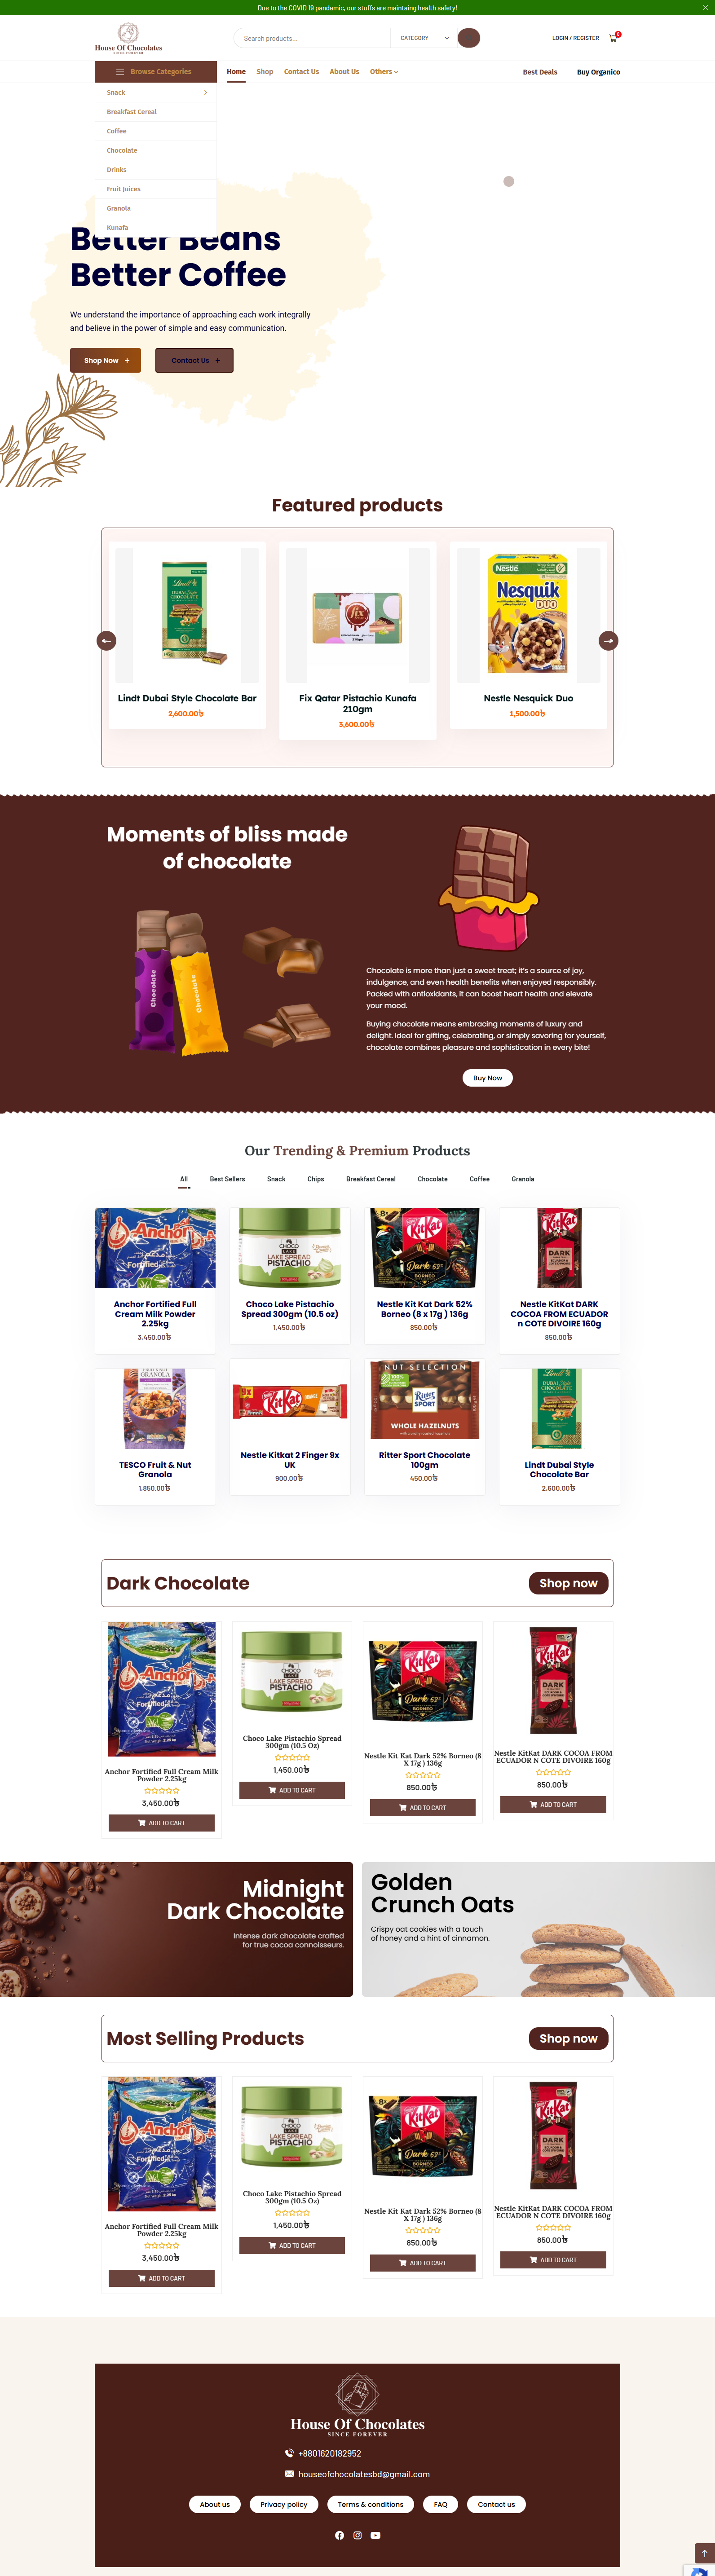 Due to the COVID 19 pandamic, our stuffs are maintaing health safety!
House Of Chocolates
SINCE FOREVER
Search products...
CATEGORY
LOGIN / REGISTER
0
Browse Categories
Home
Shop
Contact Us
About Us
Others
Best Deals
Buy Organico
Snack
Breakfast Cereal
Coffee
Chocolate
Drinks
Fruit Juices
Granola
Kunafa
Better Beans
Better Coffee
We understand the importance of approaching each work integrally
and believe in the power of simple and easy communication.
Shop Now +
Contact Us +
Featured products
Lindt Dubai Style Chocolate Bar
2,600.00৳
Fix Qatar Pistachio Kunafa
210gm
3,600.00৳
Nestle Nesquick Duo
1,500.00৳
Moments of bliss made
of chocolate
Chocolate
Chocolate
Chocolate is more than just a sweet treat; it's a source of joy,
indulgence, and even health benefits when enjoyed responsibly.
Packed with antioxidants, it can boost heart health and elevate
your mood.
Buying chocolate means embracing moments of luxury and
delight. Ideal for gifting, celebrating, or simply savoring for yourself,
chocolate combines pleasure and sophistication in every bite!
Buy Now
Our Trending & Premium Products
All
Best Sellers
Snack
Chips
Breakfast Cereal
Chocolate
Coffee
Granola
Anchor Fortified Full
Cream Milk Powder
2.25kg
3,450.00৳
Choco Lake Pistachio
Spread 300gm (10.5 oz)
1,450.00৳
Nestle Kit Kat Dark 52%
Borneo (8 x 17g ) 136g
850.00৳
Nestle KitKat DARK
COCOA FROM ECUADOR
n COTE DIVOIRE 160g
850.00৳
TESCO Fruit & Nut
Granola
1,850.00৳
Nestle Kitkat 2 Finger 9x
UK
900.00৳
Ritter Sport Chocolate
100gm
450.00৳
Lindt Dubai Style
Chocolate Bar
2,600.00৳
Dark Chocolate
Shop now
Anchor Fortified Full Cream Milk
Powder 2.25kg
3,450.00৳
ADD TO CART
Choco Lake Pistachio Spread
300gm (10.5 Oz)
1,450.00৳
ADD TO CART
Nestle Kit Kat Dark 52% Borneo (8
X 17g ) 136g
850.00৳
ADD TO CART
Nestle KitKat DARK COCOA FROM
ECUADOR N COTE DIVOIRE 160g
850.00৳
ADD TO CART
Midnight
Dark Chocolate
Intense dark chocolate crafted
for true cocoa connoisseurs.
Golden
Crunch Oats
Crispy oat cookies with a touch
of honey and a hint of cinnamon.
Most Selling Products
Shop now
Anchor Fortified Full Cream Milk
Powder 2.25kg
3,450.00৳
ADD TO CART
Choco Lake Pistachio Spread
300gm (10.5 Oz)
1,450.00৳
ADD TO CART
Nestle Kit Kat Dark 52% Borneo (8
X 17g ) 136g
850.00৳
ADD TO CART
Nestle KitKat DARK COCOA FROM
ECUADOR N COTE DIVOIRE 160g
850.00৳
ADD TO CART
House Of Chocolates
SINCE FOREVER
+8801620182952
houseofchocolatesbd@gmail.com
About us
Privacy policy
Terms & conditions
FAQ
Contact us